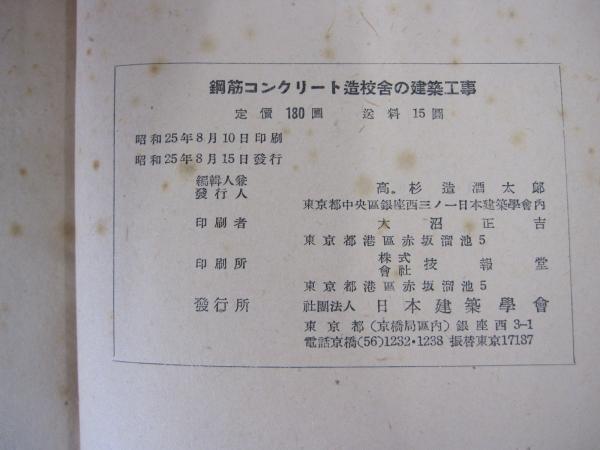 鋼筋コンクリート造校舍の建築工事
定價 180圓 送料 15圓
昭和25年8月10日印刷
昭和25年8月15日發行
編輯人兼
發行人 高杉造酒太郎
東京都中央區銀座西三ノ一日本建築學會內
印刷者 大沼正吉
東京都港區赤坂溜池5
印刷所 株式會社 技報堂
東京都港區赤坂溜池5
發行所 社團法人 日本建築學會
東京都(京橋局區內)銀座西3-1
電話京橋(56)1232・1238 振替東京17187